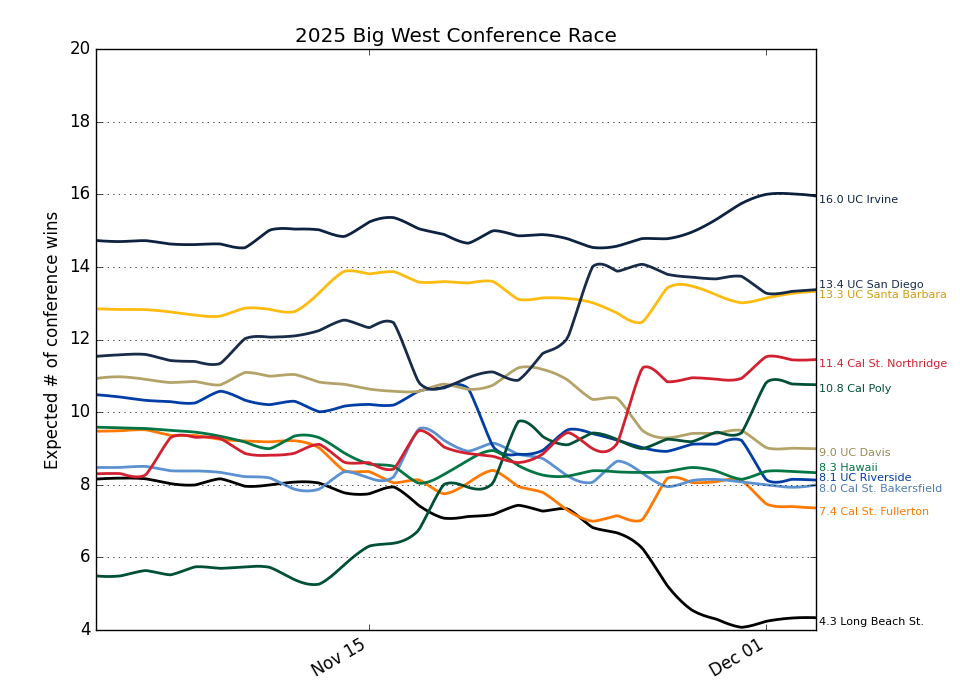 2025 Big West Conference Race
Expected # of conference wins
20
18
16
14
12
10
8
6
4
Nov 15
Dec 01
16.0 UC Irvine
13.4 UC San Diego
13.3 UC Santa Barbara
11.4 Cal St. Northridge
10.8 Cal Poly
9.0 UC Davis
8.3 Hawaii
8.1 UC Riverside
8.0 Cal St. Bakersfield
7.4 Cal St. Fullerton
4.3 Long Beach St.